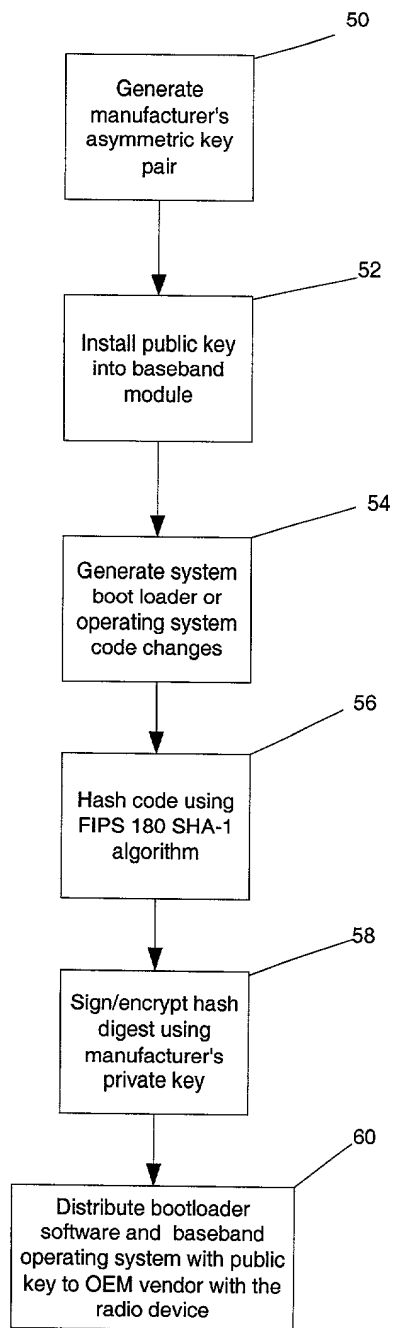 50
Generate
manufacturer's
asymmetric key
pair
52
Install public key
into baseband
module
54
Generate system
boot loader or
operating system
code changes
56
Hash code using
FIPS 180 SHA-1
algorithm
58
Sign/encrypt hash
digest using
manufacturer's
private key
60
Distribute bootloader
software and baseband
operating system with public
key to OEM vendor with the
radio device